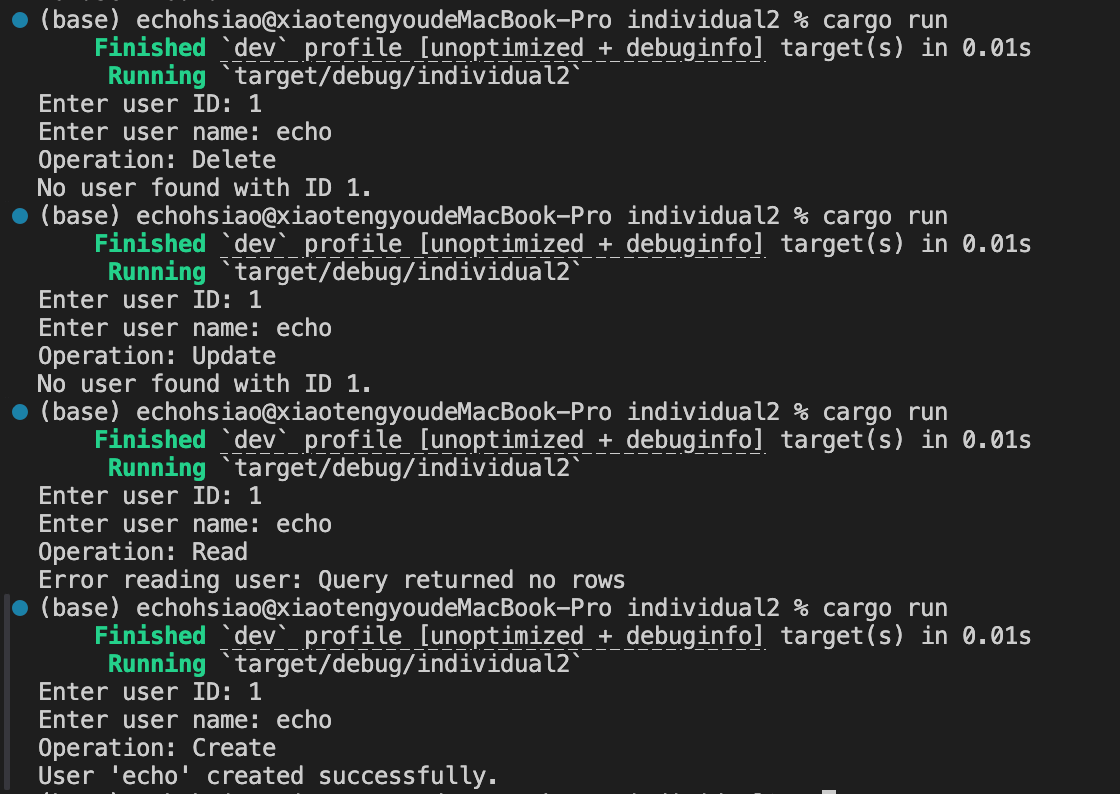 (base) echohsiao@xiaotengyoudeMacBook-Pro individual2 % cargo run
Finished `dev` profile [unoptimized + debuginfo] target(s) in 0.01s
Running `target/debug/individual2`
Enter user ID: 1
Enter user name: echo
Operation: Delete
No user found with ID 1.
(base) echohsiao@xiaotengyoudeMacBook-Pro individual2 % cargo run
Finished `dev` profile [unoptimized + debuginfo] target(s) in 0.01s
Running `target/debug/individual2`
Enter user ID: 1
Enter user name: echo
Operation: Update
No user found with ID 1.
(base) echohsiao@xiaotengyoudeMacBook-Pro individual2 % cargo run
Finished `dev` profile [unoptimized + debuginfo] target(s) in 0.01s
Running `target/debug/individual2`
Enter user ID: 1
Enter user name: echo
Operation: Read
Error reading user: Query returned no rows
(base) echohsiao@xiaotengyoudeMacBook-Pro individual2 % cargo run
Finished `dev` profile [unoptimized + debuginfo] target(s) in 0.01s
Running `target/debug/individual2`
Enter user ID: 1
Enter user name: echo
Operation: Create
User 'echo' created successfully.